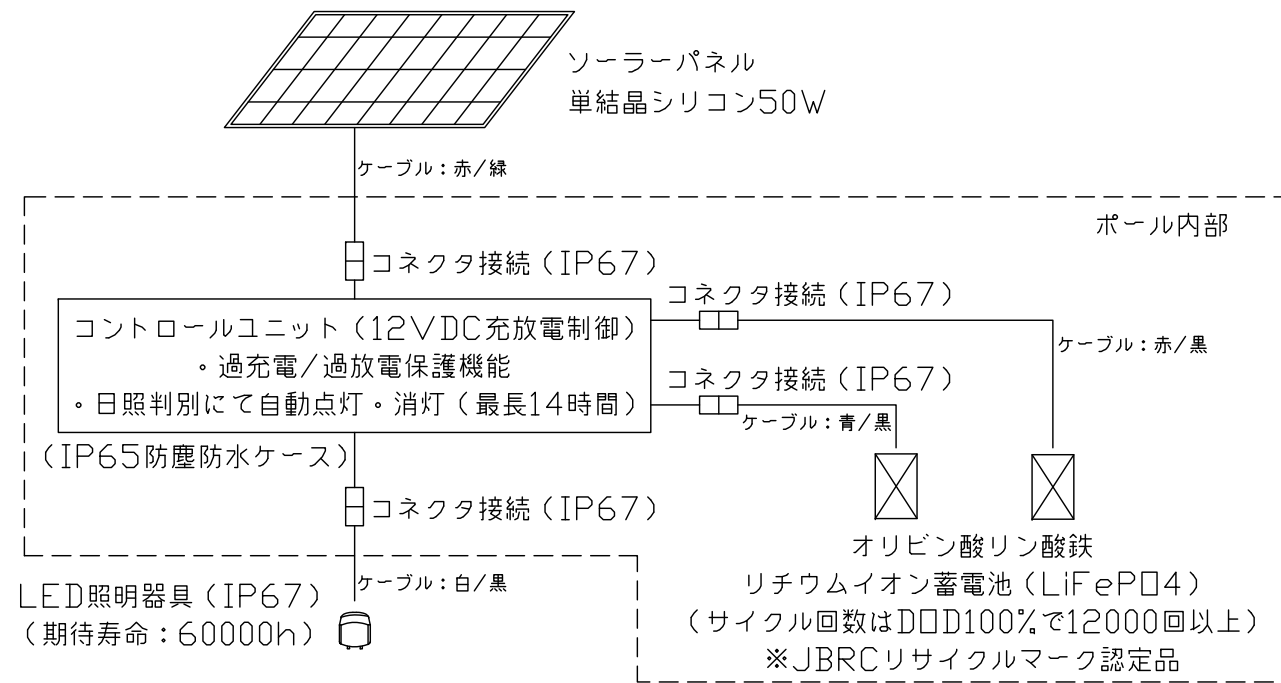 ソーラーパネル
単結晶シリコン50W
ケーブル：赤/緑
ポール内部
コネクタ接続（IP67）
コネクタ接続（IP67）
コントロールユニット（12VDC充放電制御）
・過充電/過放電保護機能
・日照判別にて自動点灯・消灯（最長14時間）
ケーブル：赤/黒
コネクタ接続（IP67）
ケーブル：青/黒
（IP65防塵防水ケース）
コネクタ接続（IP67）
オリビン酸リン酸鉄
リチウムイオン蓄電池（LiFePO4）
（サイクル回数はDOD100%で12000回以上）
※JBRCリサイクルマーク認定品
ケーブル：白/黒
LED照明器具（IP67）
（期待寿命：60000h）